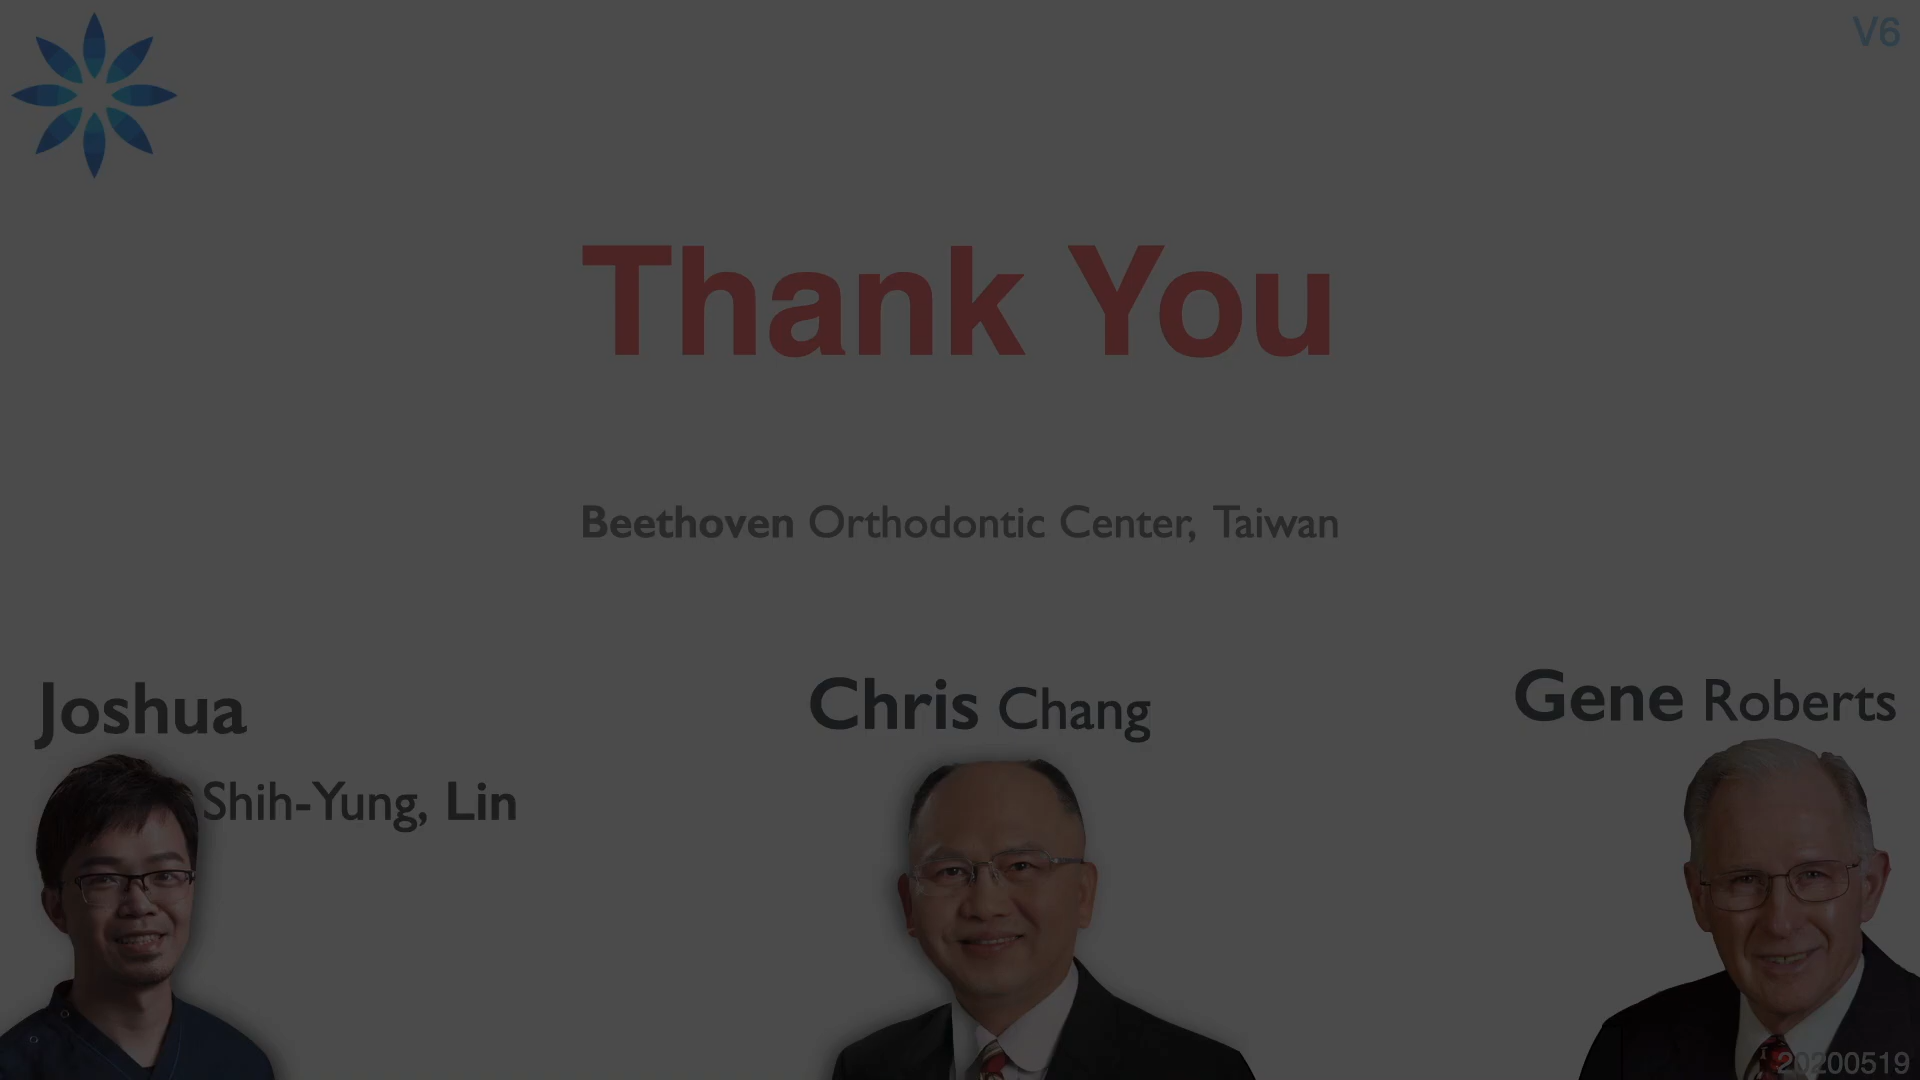 V6
Thank You
Beethoven Orthodontic Center, Taiwan
Joshua
Shih-Yung, Lin
Chris Chang
Gene Roberts
20200519